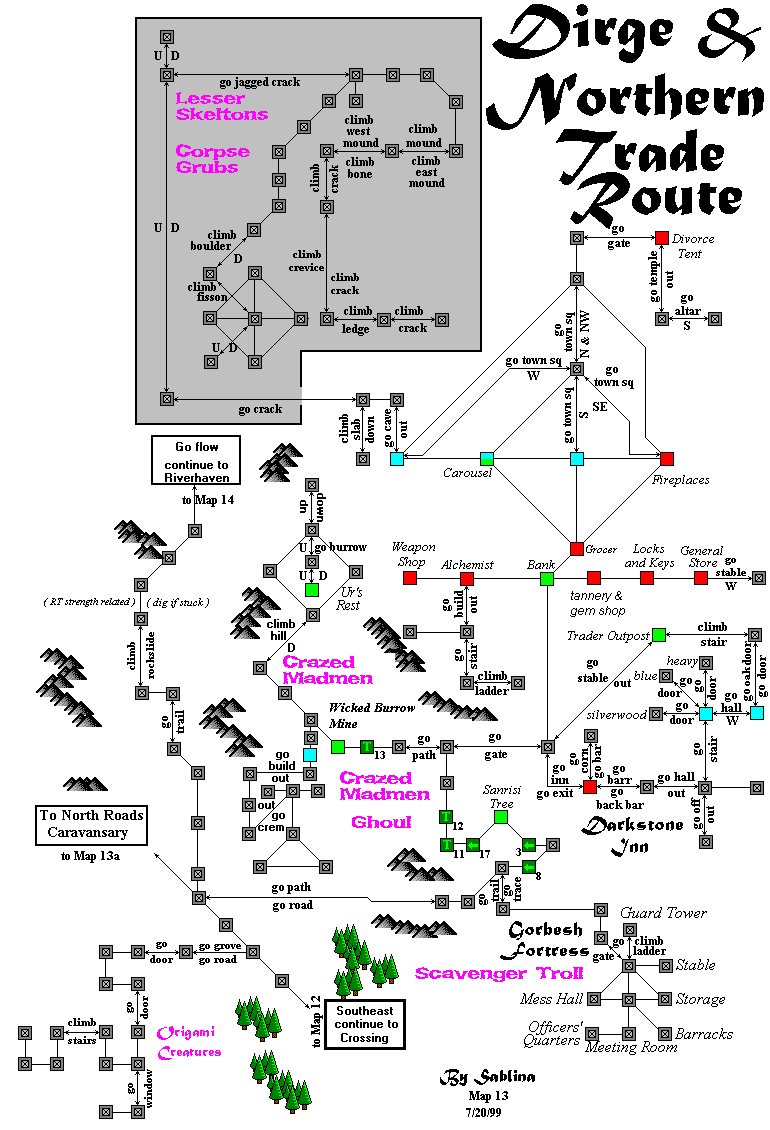 Dirge &
Northern
Trade
Route
U D
go jagged crack
Lesser
Skeltons
Corpse
Grubs
climb
west
mound
climb
mound
climb
bone
climb
east
mound
climb
crack
U D
climb
boulder
D
climb
fisson
climb
crevice
climb
crack
climb
ledge
climb
crack
U D
go crack
climb
slab
down
go cave
out
go
gate
Divorce
Tent
go temple
out
go
altar
S
go
town sq
N & NW
go town sq
W
go
town sq
SE
go town sq
S
Carousel
Fireplaces
Go flow
continue to
Riverhaven
to Map 14
up
down
U
go burrow
U D
Ur's
Rest
Weapon
Shop
Alchemist
Bank
Grocer
Locks
and Keys
General
Store
go
stable
W
tannery &
gem shop
go
build
out
go
stair
climb
ladder
( RT strength related )
( dig if stuck )
climb
rockslide
climb
hill
D
Crazed
Madmen
Trader Outpost
climb
stair
go oak door
go door
go
stable
out
heavy
blue
go
door
go
door
silverwood
go
door
go
hall
W
go
stair
go
trail
Wicked Burrow
Mine
13
go
path
go
gate
go
build
out
Crazed
Madmen
Ghoul
go
inn
go exit
go
corn
go bar
go
barr
go
back bar
go hall
out
go off
out
Darkstone
Inn
out
go
crem
Sanrisi
Tree
12
11
17
3
8
To North Roads
Caravansary
to Map 13a
go path
go road
go
trail
go
trace
Gorbesh
Fortress
Guard Tower
go
gate
climb
ladder
Scavenger Troll
Stable
Mess Hall
Storage
Officers'
Quarters
Barracks
Meeting Room
go
door
go grove
go road
go
door
climb
stairs
Origami
Creatures
go
window
to Map 12
Southeast
continue to
Crossing
By Sablina
Map 13
7/20/99